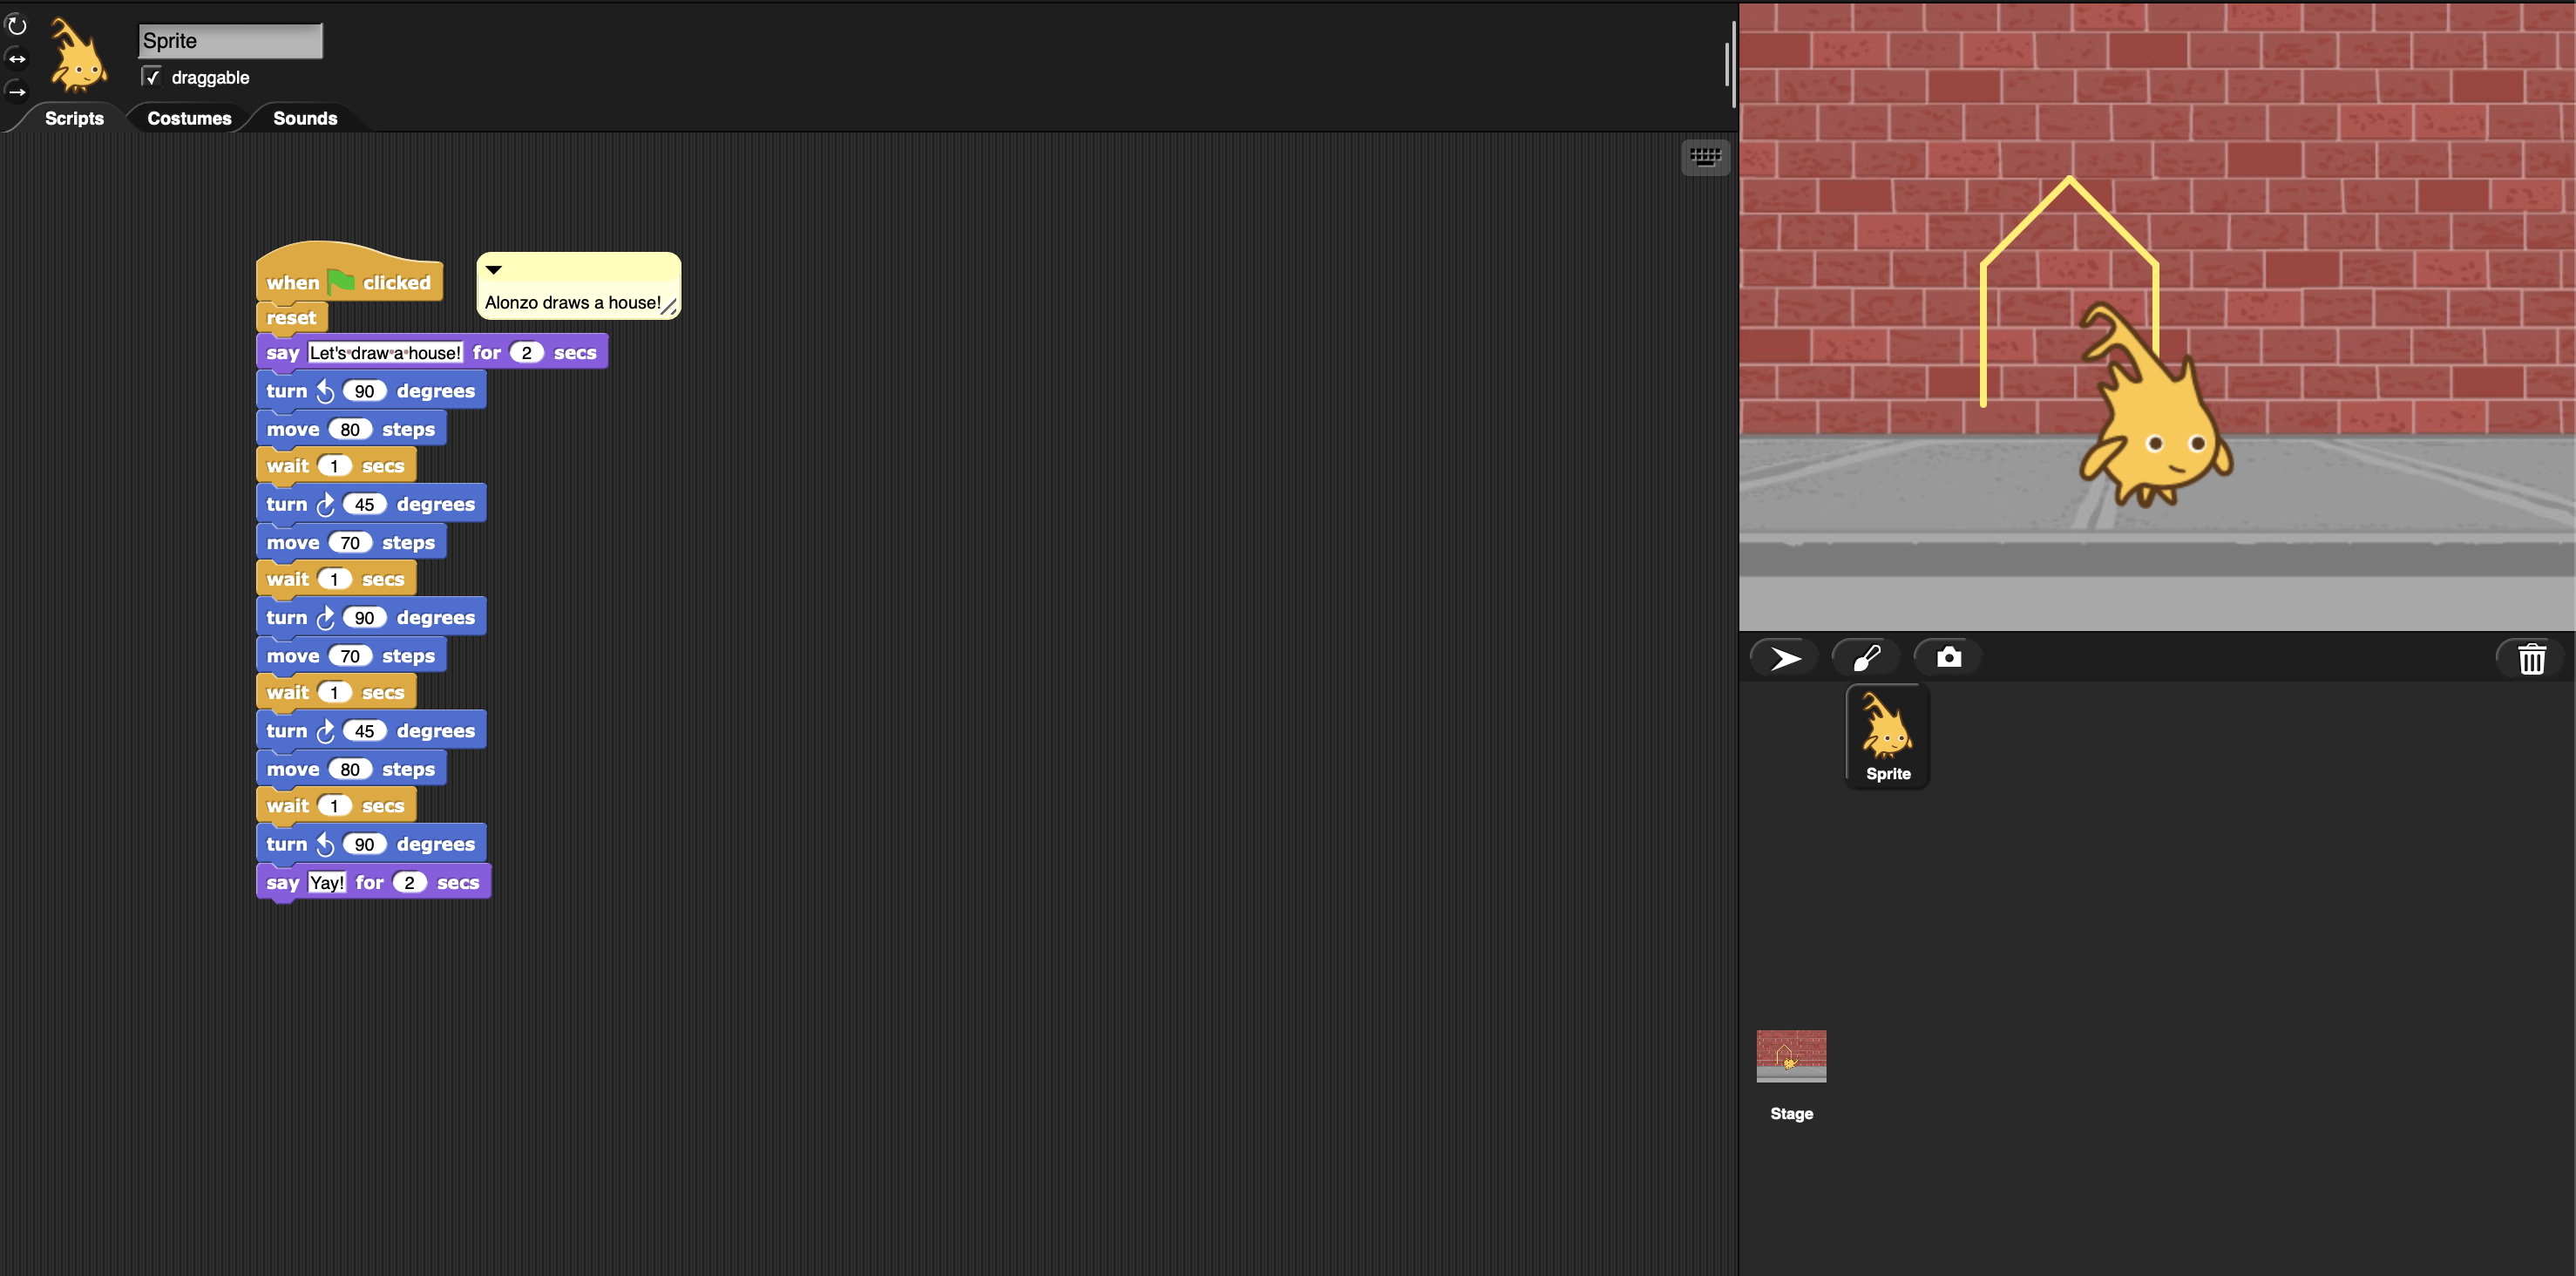 Sprite
draggable
Scripts Costumes Sounds
when clicked
Alonzo draws a house!
reset
say Let's draw a house! for 2 secs
turn 90 degrees
move 80 steps
wait 1 secs
turn 45 degrees
move 70 steps
wait 1 secs
turn 90 degrees
move 70 steps
wait 1 secs
turn 45 degrees
move 80 steps
wait 1 secs
turn 90 degrees
say Yay! for 2 secs
Sprite
Stage